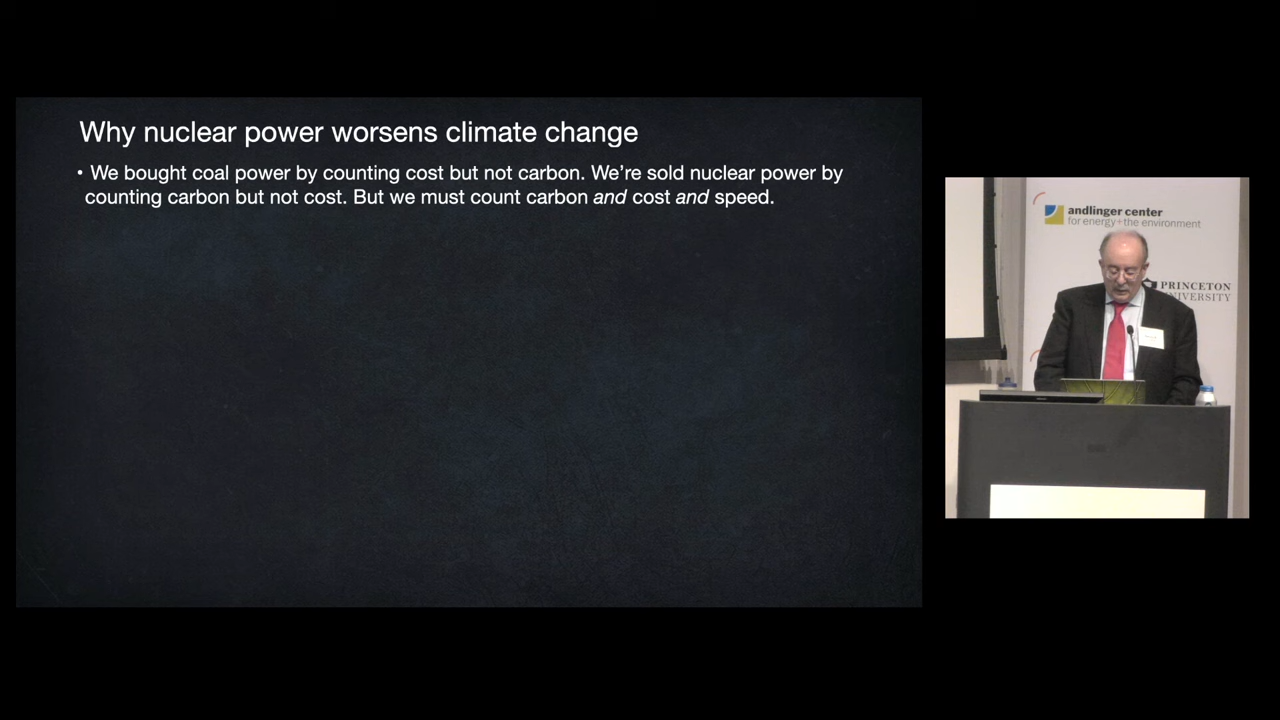 Why nuclear power worsens climate change
• We bought coal power by counting cost but not carbon. We’re sold nuclear power by
counting carbon but not cost. But we must count carbon and cost and speed.
andlinger center
for energy+the environment
PRINCETON
UNIVERSITY